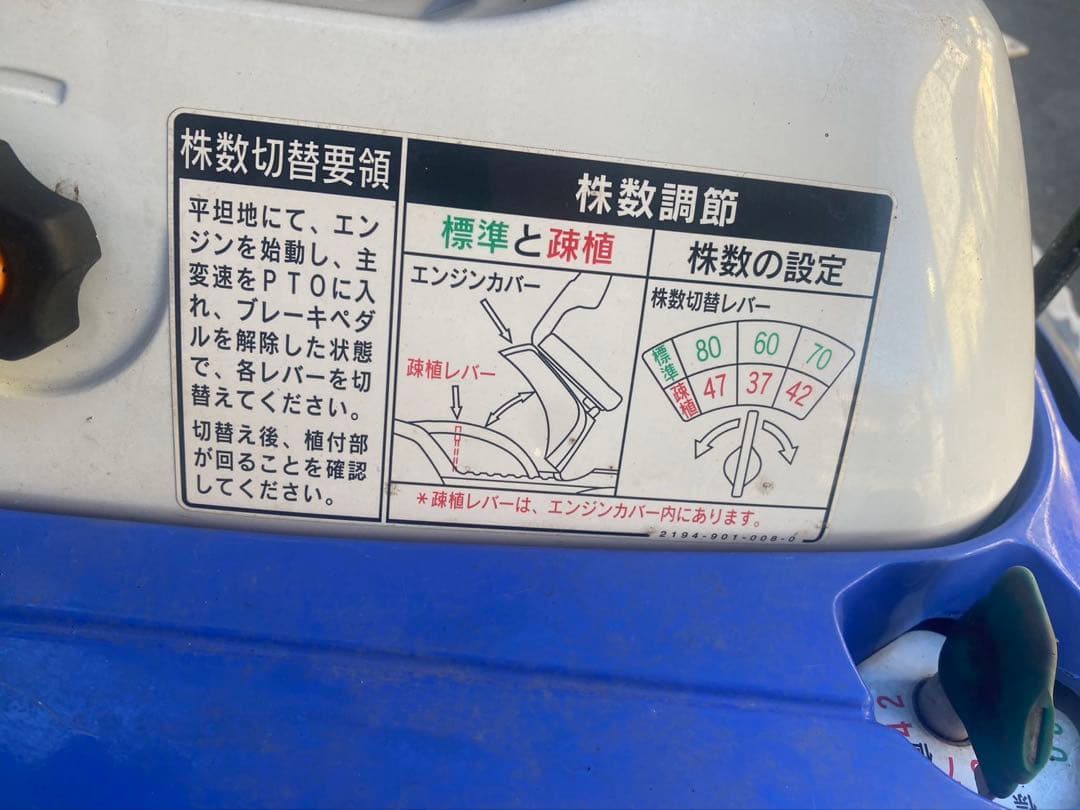 株数切替要領
平坦地にて、エン
ジンを始動し、主
変速をPTOに入
れ、ブレーキペダ
ルを解除した状態
で、各レバーを切
替えてください。
切替え後、植付部
が回ることを確認
してください。
株数調節
標準と疎植
エンジンカバー
疎植レバー
株数の設定
株数切替レバー
標準 80 60 70
疎植 47 37 42
*疎植レバーは、エンジンカバー内にあります。
2194-901-008-0
42